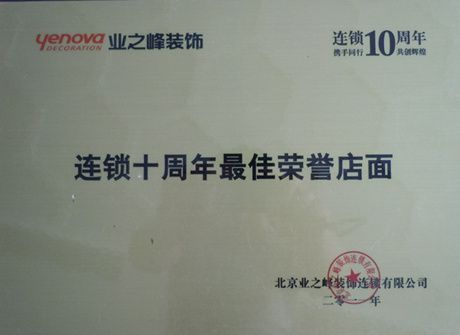 yenova
DECORATION
业之峰装饰
连锁10周年
携手同行 共创辉煌
连锁十周年最佳荣誉店面
北京业之峰装饰连锁有限公司
二零一一年